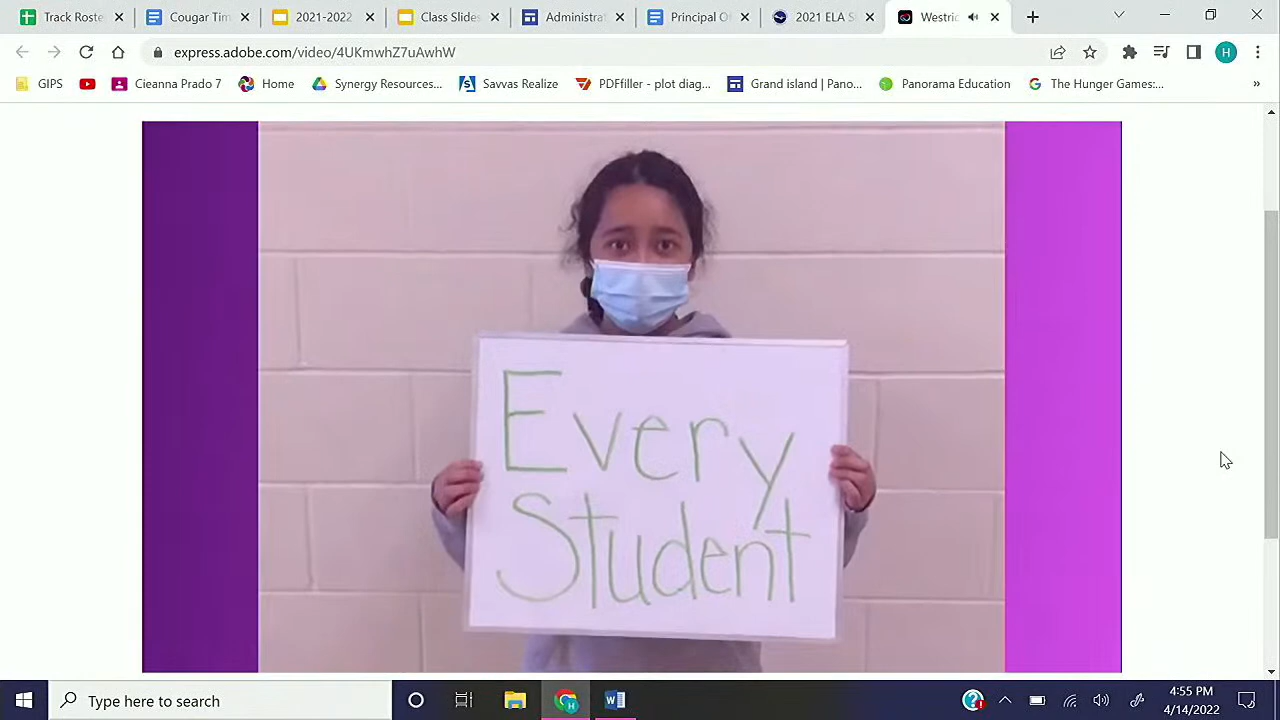 Track Roste
Cougar Tim
2021-2022
Class Slides
Administra
Principal O
2021 ELA
Westri
express.adobe.com/video/4UKmwhZ7uAwhW
H
GIPS
Cieanna Prado 7
Home
Synergy Resources...
Savvas Realize
PDFfiller - plot diag...
Grand island | Pano...
Panorama Education
The Hunger Games:...
»
Every
Student
Type here to search
4:55 PM
4/14/2022